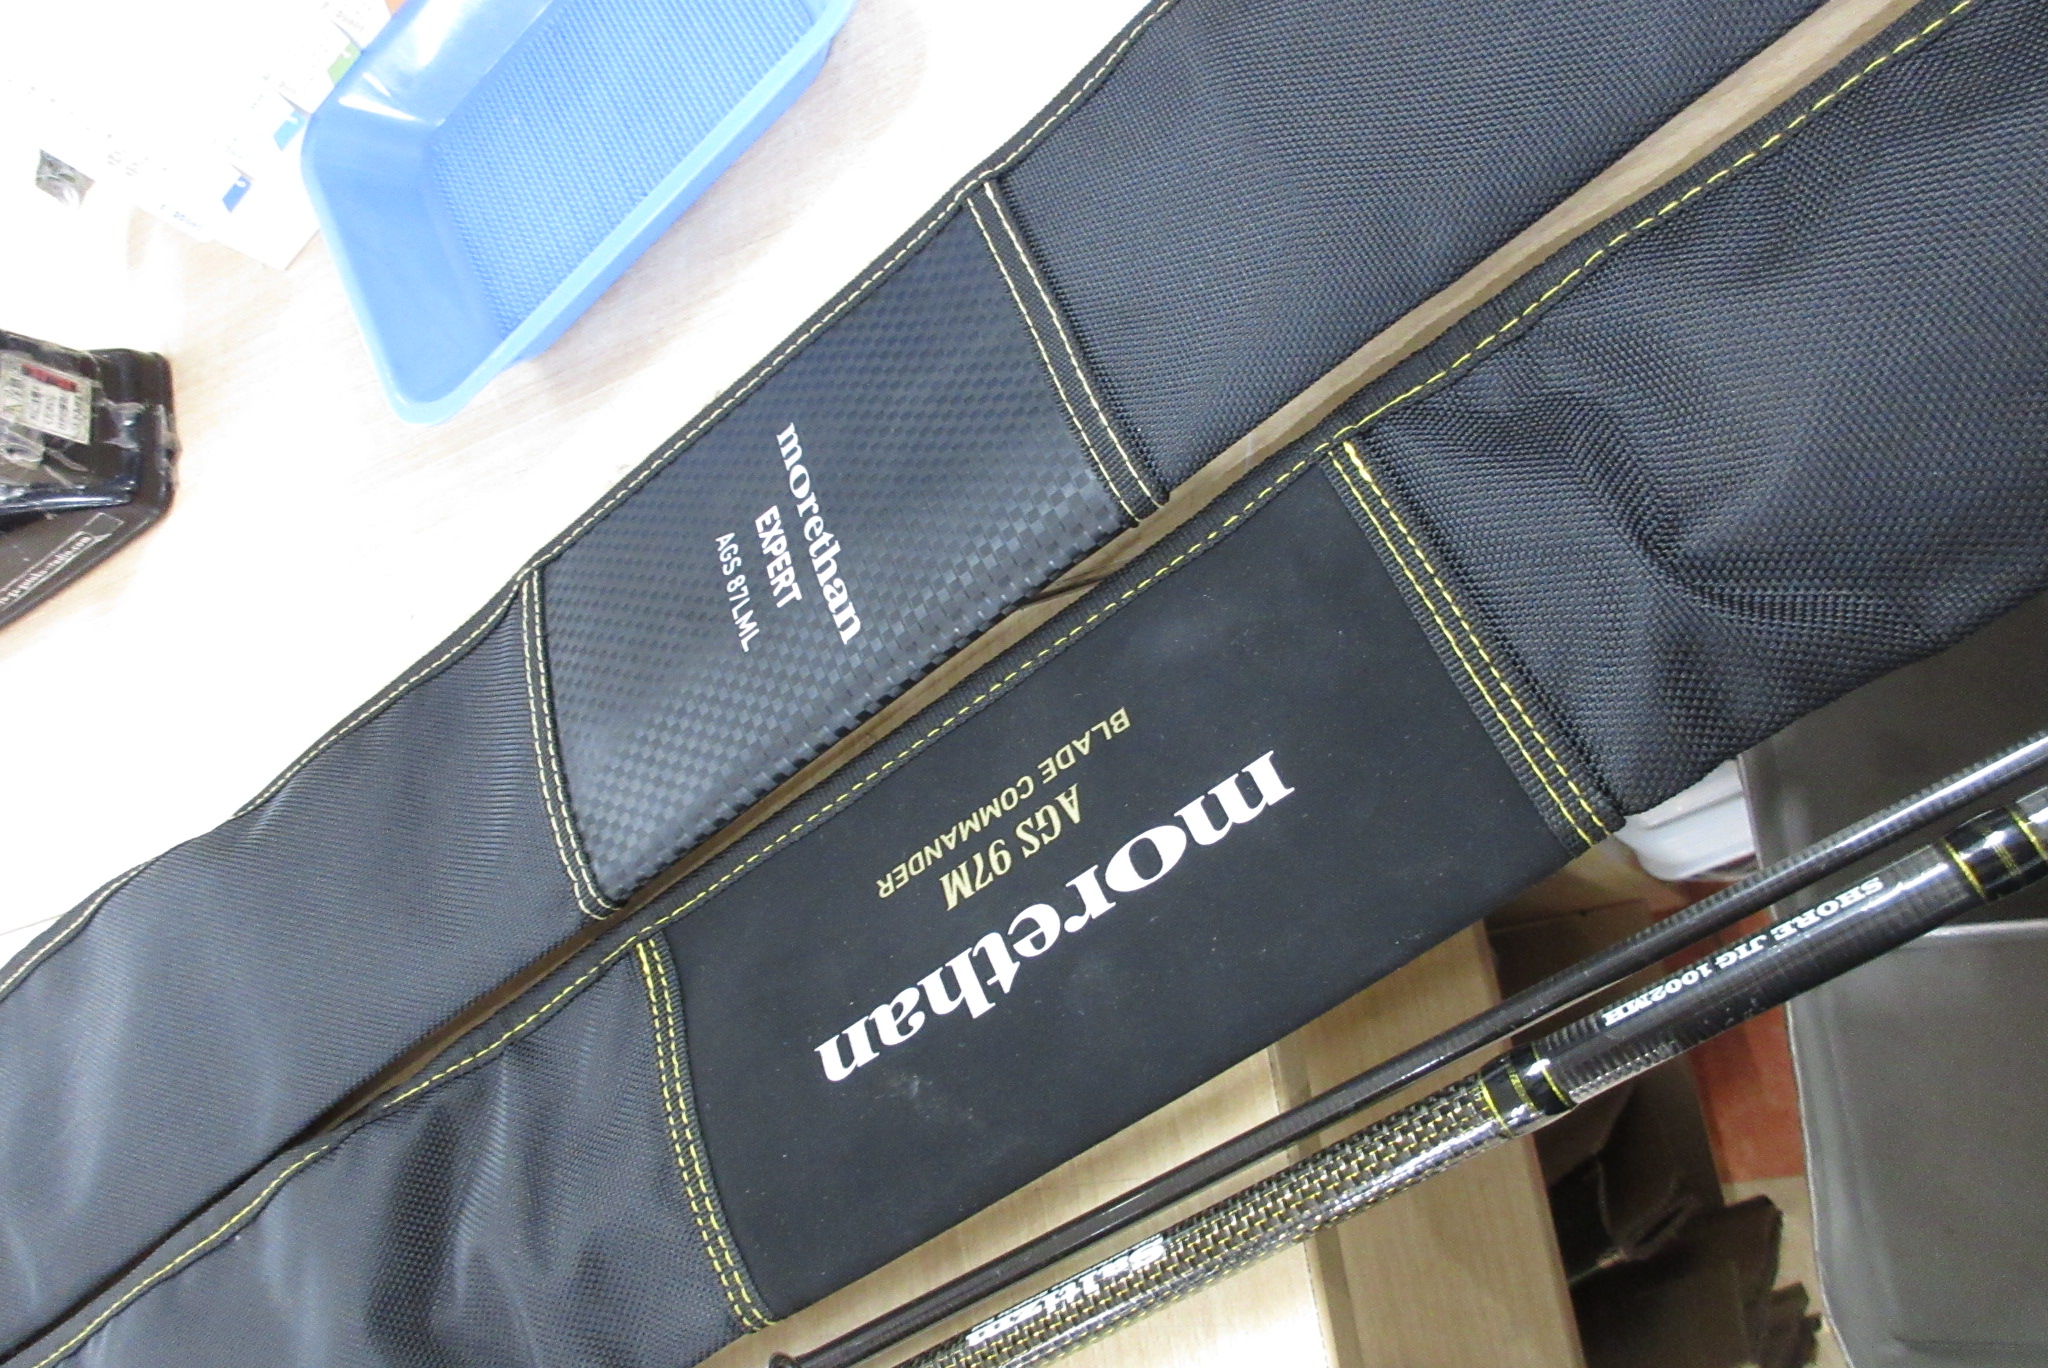 morethan
EXPERT
AGS 87LML
morethan
AGS 97M
BLADE COMMANDER
SHORE JIG 1002MH